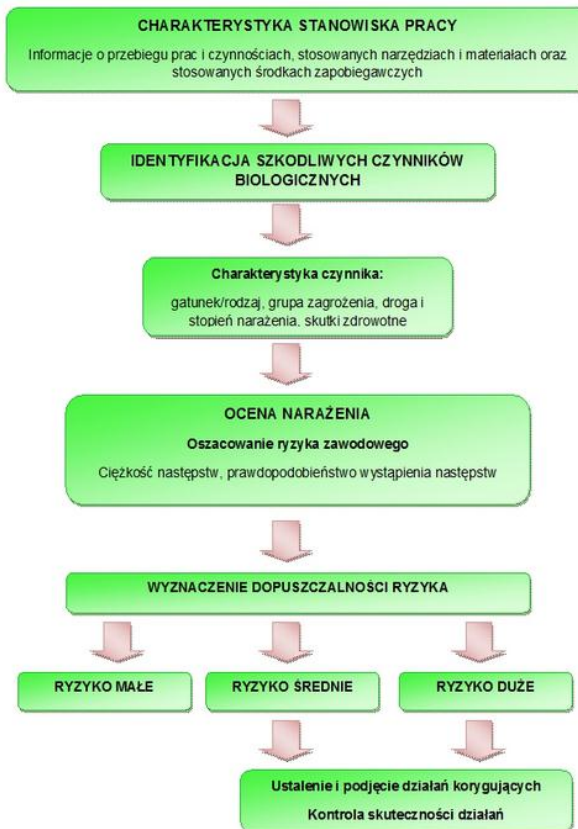 CHARAKTERYSTYKA STANOWISKA PRACY
Informacje o przebiegu prac i czynnościach, stosowanych narzędziach i materiałach oraz
stosowanych środkach zapobiegawczych
IDENTYFIKACJA SZKODLIWYCH CZYNNIKÓW
BIOLOGICZNYCH
Charakterystyka czynnika:
gatunek/rodzaj, grupa zagrożenia, droga i
stopień narażenia, skutki zdrowotne
OCENA NARAŻENIA
Oszacowanie ryzyka zawodowego
Ciężkość następstw, prawdopodobieństwo wystąpienia następstw
WYZNACZENIE DOPUSZCZALNOŚCI RYZYKA
RYZYKO MAŁE
RYZYKO ŚREDNIE
RYZYKO DUŻE
Ustalenie i podjęcie działań korygujących
Kontrola skuteczności działań